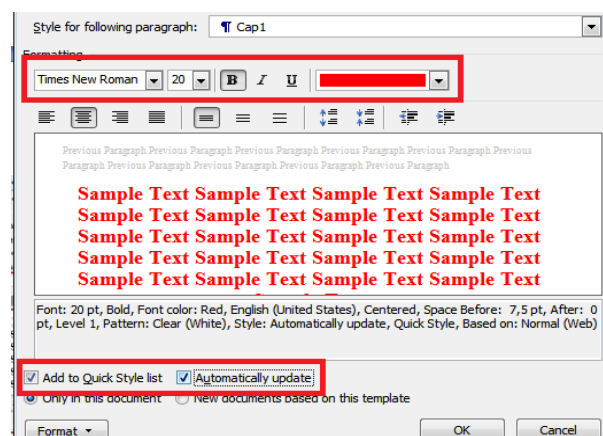 Style for following paragraph: ¶ Cap1
Formatting
Times New Roman 20 B I U
Previous Paragraph Previous Paragraph Previous Paragraph Previous Paragraph Previous Paragraph Previous
Paragraph Previous Paragraph Previous Paragraph Previous Paragraph Previous Paragraph
Sample Text Sample Text Sample Text Sample Text
Sample Text Sample Text Sample Text Sample Text
Sample Text Sample Text Sample Text Sample Text
Sample Text Sample Text Sample Text Sample Text
Sample Text Sample Text Sample Text Sample Text
Font: 20 pt, Bold, Font color: Red, English (United States), Centered, Space Before: 7,5 pt, After: 0
pt, Level 1, Pattern: Clear (White), Style: Automatically update, Quick Style, Based on: Normal (Web)
Add to Quick Style list Automatically update
Only in this document New documents based on this template
Format OK Cancel